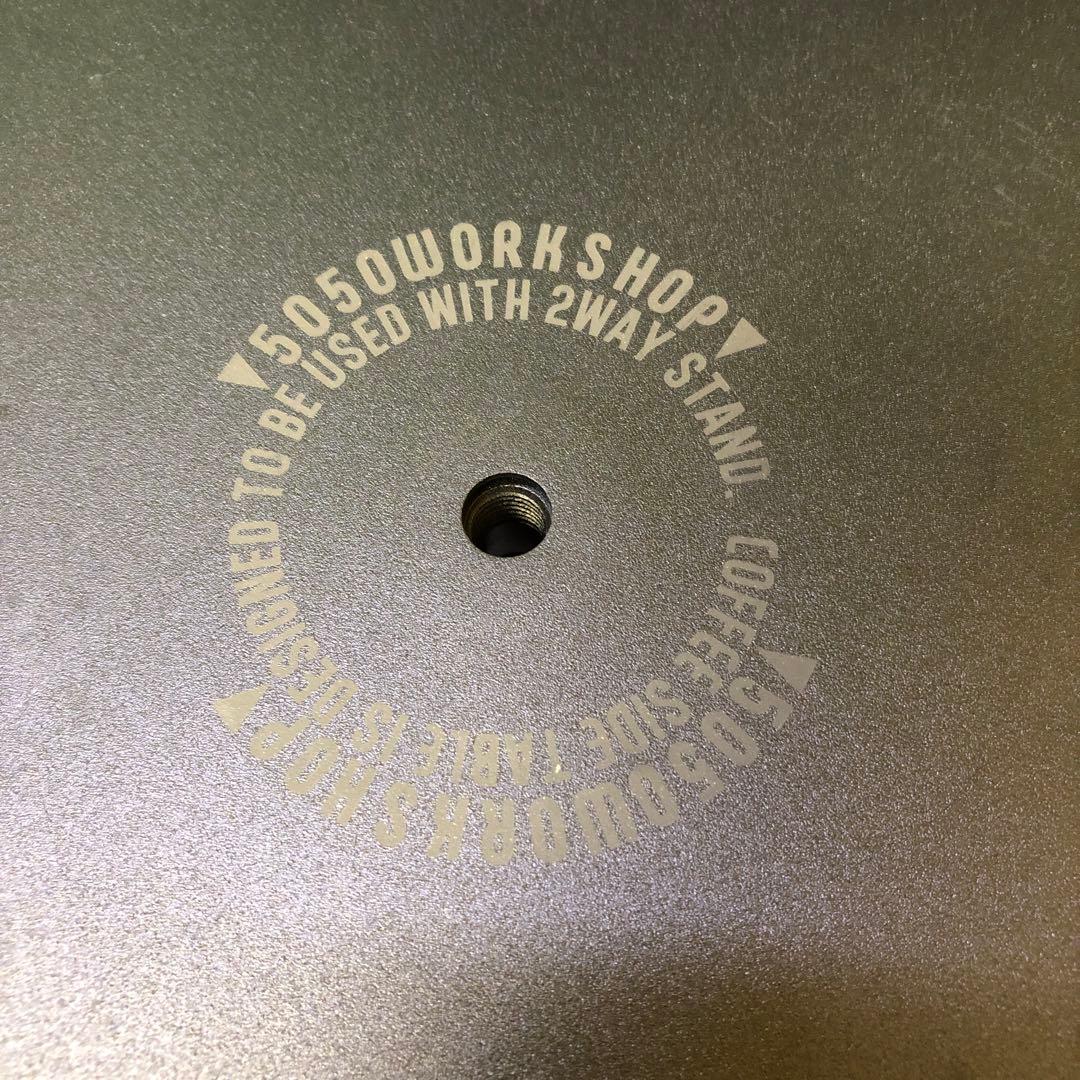 5050WORKSHOP
5050WORKSHOP
COFFEE SIDE TABLE IS DESIGNED TO BE USED WITH 2WAY STAND.